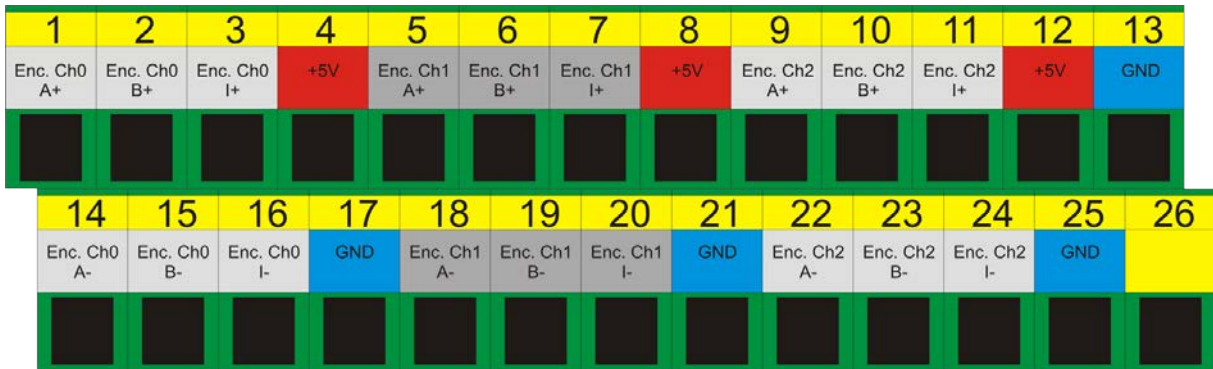 1 2 3 4 5 6 7 8 9 10 11 12 13
Enc. Ch0 Enc. Ch0 Enc. Ch0 +5V Enc. Ch1 Enc. Ch1 Enc. Ch1 +5V Enc. Ch2 Enc. Ch2 Enc. Ch2 +5V GND
A+ B+ I+ A+ B+ I+ A+ B+ I+
14 15 16 17 18 19 20 21 22 23 24 25 26
Enc. Ch0 Enc. Ch0 Enc. Ch0 GND Enc. Ch1 Enc. Ch1 Enc. Ch1 GND Enc. Ch2 Enc. Ch2 Enc. Ch2 GND
A- B- I- A- B- I- A- B- I-